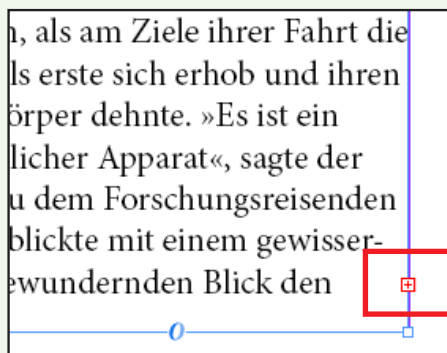 , als am Ziele ihrer Fahrt die
ls erste sich erhob und ihren
örper dehnte. »Es ist ein
licher Apparat«, sagte der
u dem Forschungsreisenden
blickte mit einem gewisser-
ewundernden Blick den